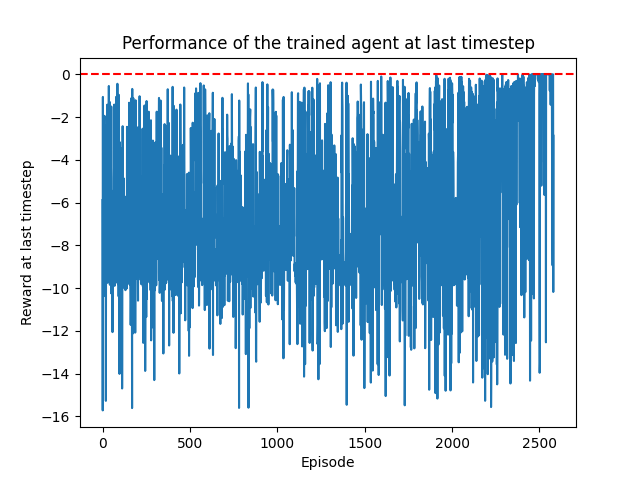 Performance of the trained agent at last timestep
Reward at last timestep
0
−2
−4
−6
−8
−10
−12
−14
−16
0 500 1000 1500 2000 2500
Episode